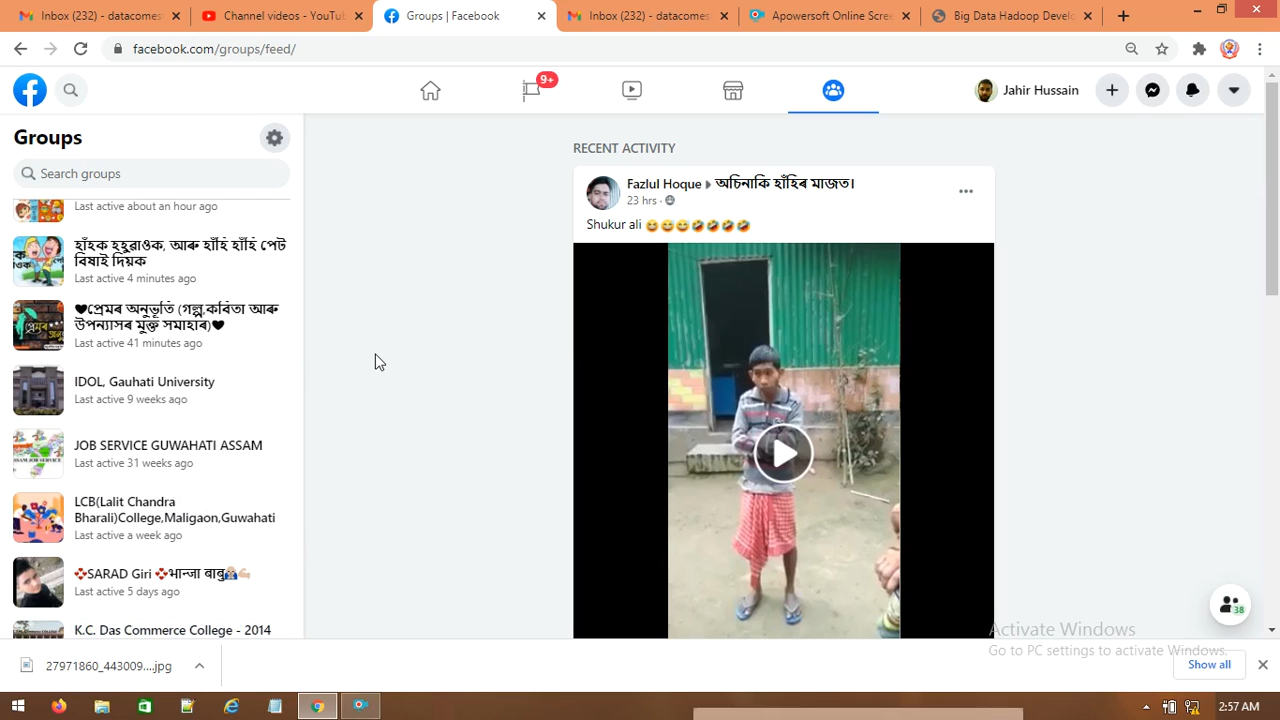 Inbox (232) - datacomes
Channel videos - YouTu
Groups | Facebook
Inbox (232) - datacomes
Apowersoft Online Scree
Big Data Hadoop Develo
facebook.com/groups/feed/
9+
Jahir Hussain
Groups
Search groups
Last active about an hour ago
হাঁহক হহুৱাওক, আৰু হাঁহি হাঁহি পেট
বিষাই দিয়ক
Last active 4 minutes ago
❤প্ৰেমৰ অনুভূতি (গল্প,কবিতা আৰু
উপন্যাসৰ মুক্ত সমাহাৰ)❤
Last active 41 minutes ago
IDOL, Gauhati University
Last active 9 weeks ago
JOB SERVICE GUWAHATI ASSAM
Last active 31 weeks ago
LCB(Lalit Chandra
Bharali)College,Maligaon,Guwahati
Last active a week ago
SARAD Giri भान्जा बाबु
Last active 5 days ago
K.C. Das Commerce College - 2014
RECENT ACTIVITY
Fazlul Hoque ▸ অচিনাকি হাঁহিৰ মাজত।
23 hrs ·
Shukur ali 😂😅😅🤣🤣🤣🤣
38
Activate Windows
Go to PC settings to activate Windows.
27971860_443009....jpg
Show all
2:57 AM